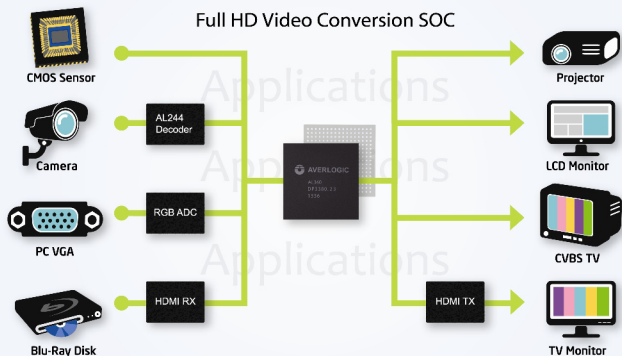 Full HD Video Conversion SOC
Applications
Applications
Applications
CMOS Sensor
AL244
Decoder
Camera
RGB ADC
PC VGA
HDMI RX
Blu-Ray Disk
AVERLOGIC
Projector
LCD Monitor
CVBS TV
HDMI TX
TV Monitor